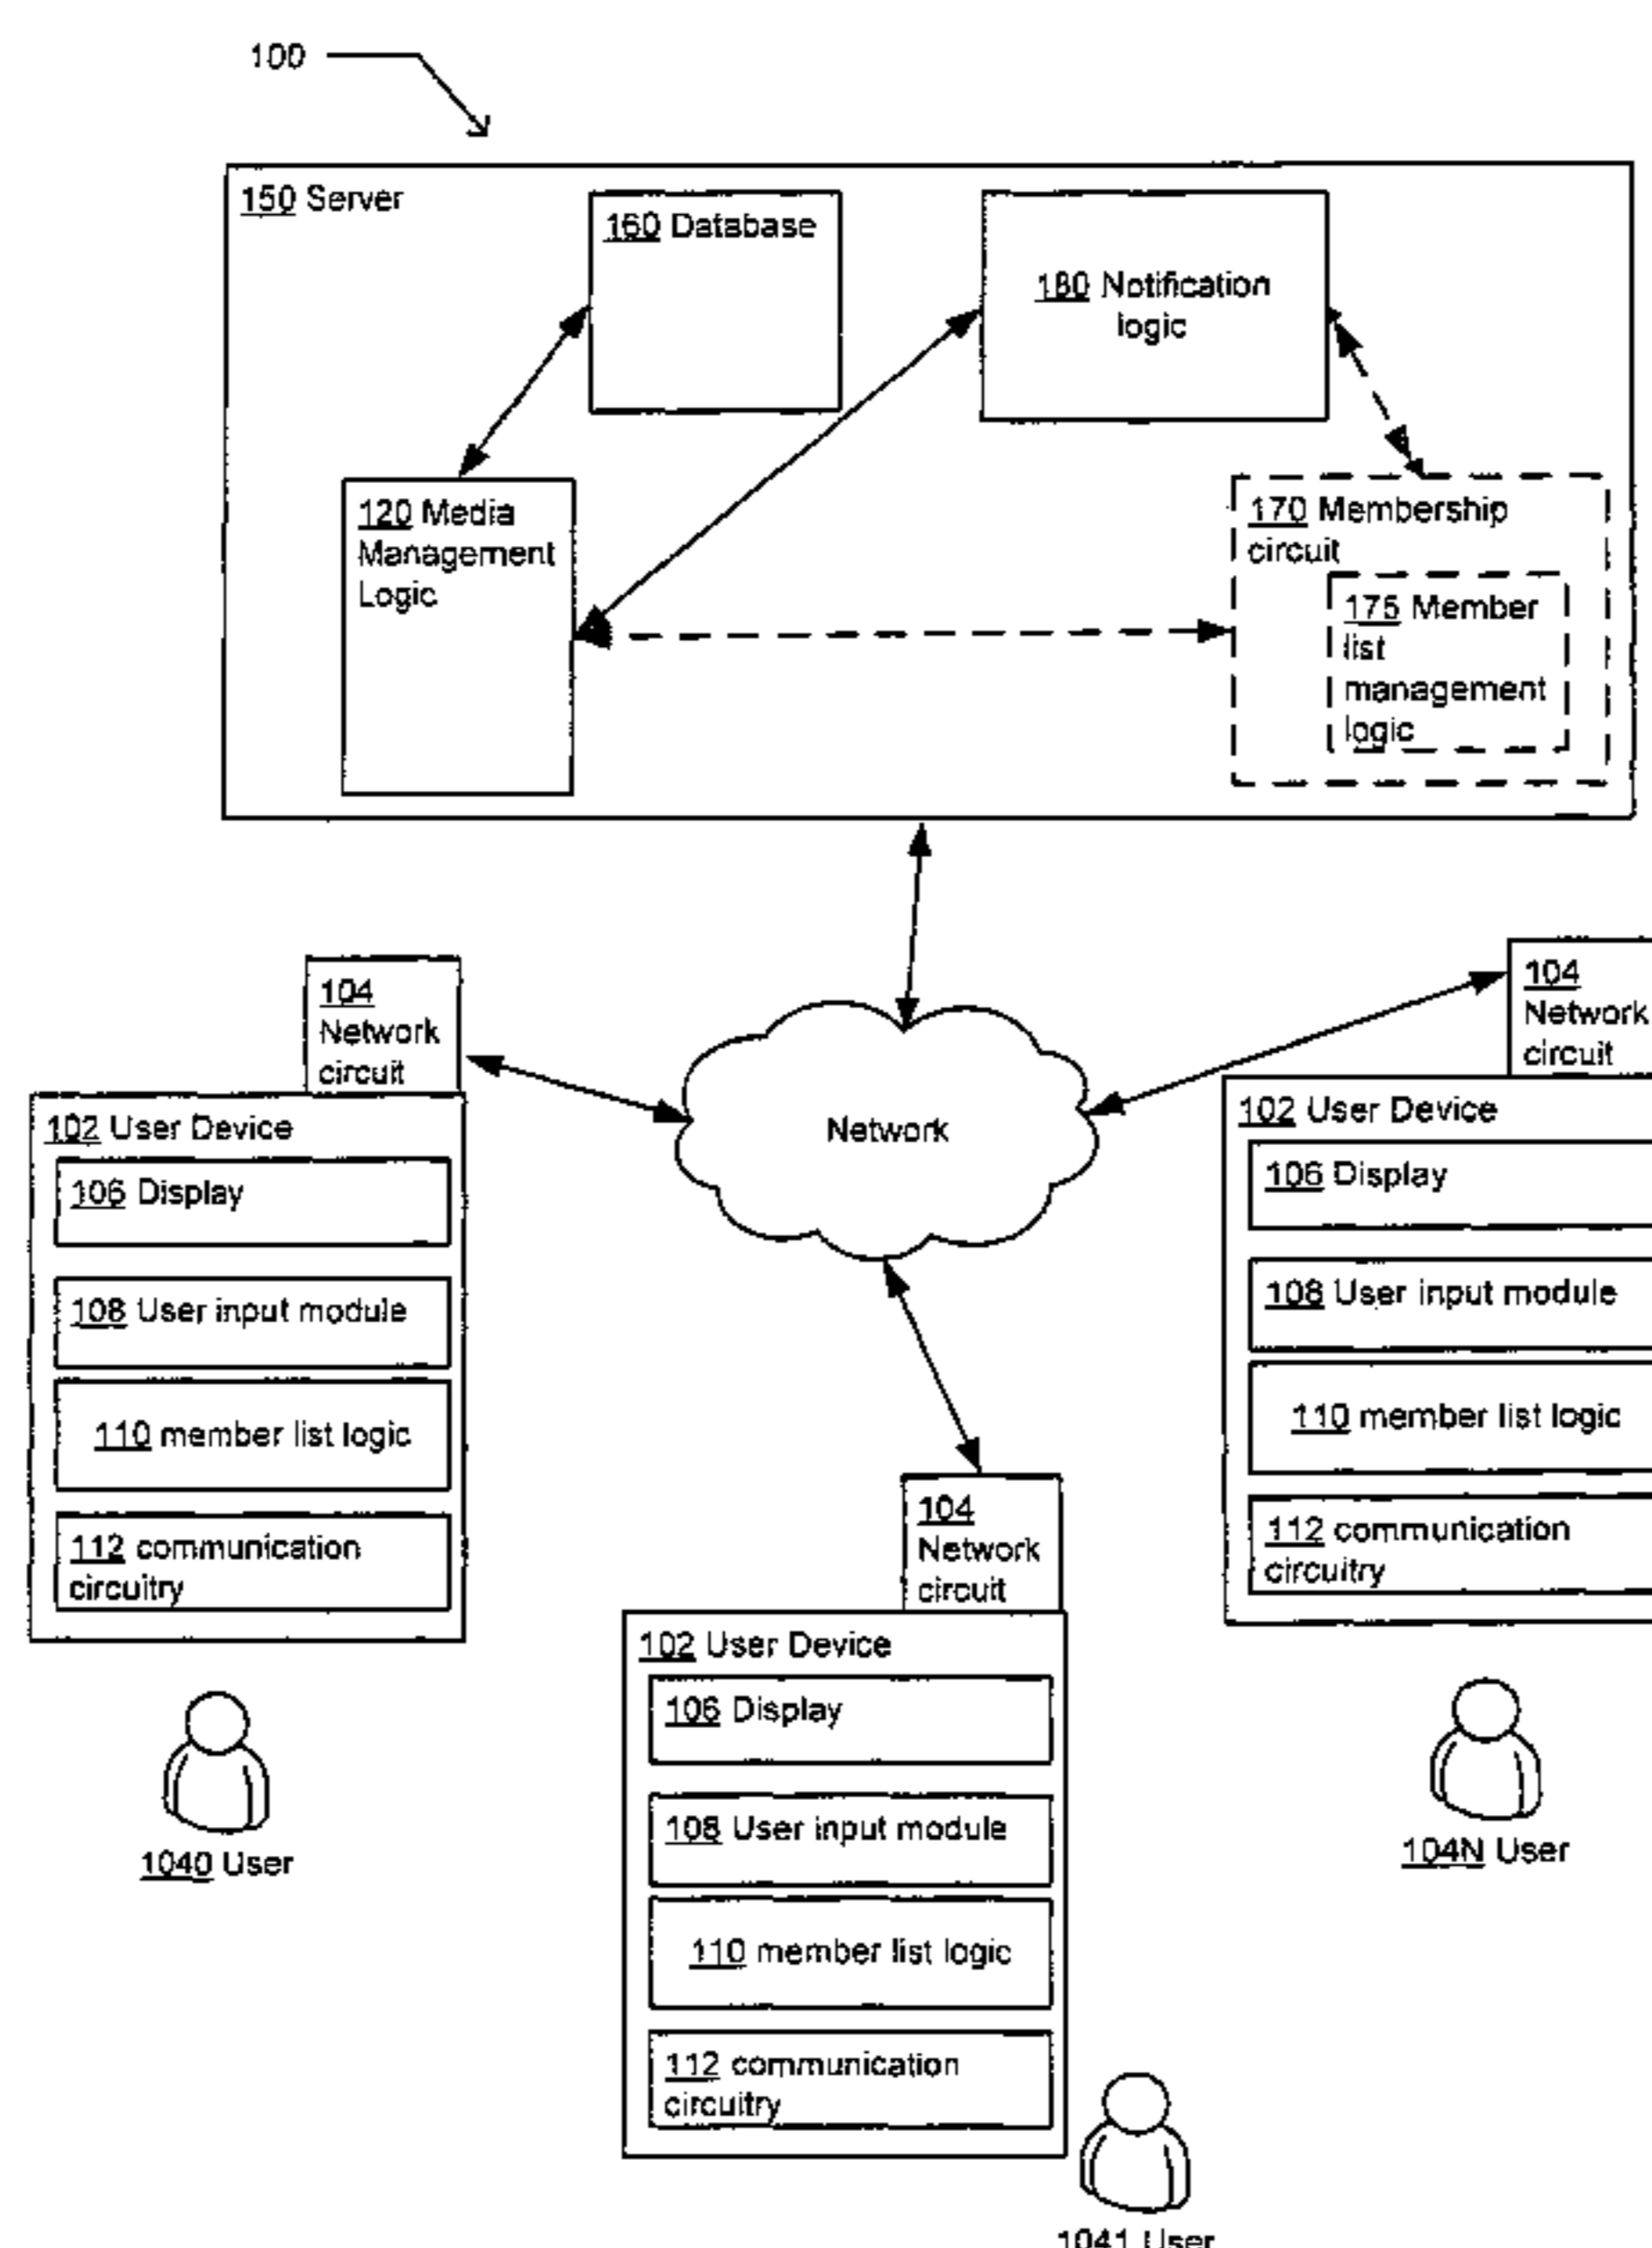 100
150 Server
160 Database
180 Notification
logic
120 Media
Management
Logic
170 Membership
circuit
175 Member
list
management
logic
104
Network
circuit
102 User Device
106 Display
108 User input module
110 member list logic
112 communication
circuitry
1040 User
Network
104
Network
circuit
102 User Device
106 Display
108 User input module
110 member list logic
112 communication
circuitry
104N User
104
Network
circuit
102 User Device
106 Display
108 User input module
110 member list logic
112 communication
circuitry
1041 User